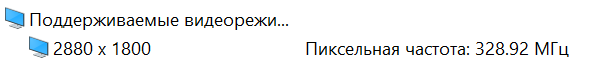 Поддерживаемые видеорежи...
2880 x 1800 Пиксельная частота: 328.92 МГц